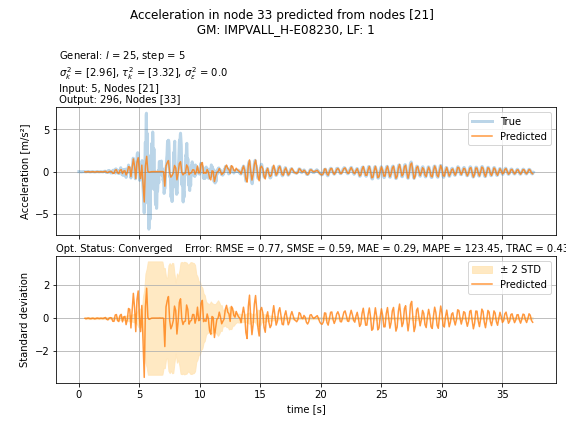 Acceleration in node 33 predicted from nodes [21]
GM: IMPVALL_H-E08230, LF: 1
General: l = 25, step = 5
σ²ₖ = [2.96], τ²ₖ = [3.32], σ²ε = 0.0
Input: 5, Nodes [21]
Output: 296, Nodes [33]
Acceleration [m/s²]
5
0
−5
True
Predicted
Opt. Status: Converged Error: RMSE = 0.77, SMSE = 0.59, MAE = 0.29, MAPE = 123.45, TRAC = 0.43
Standard deviation
2
0
−2
± 2 STD
Predicted
0 5 10 15 20 25 30 35
time [s]